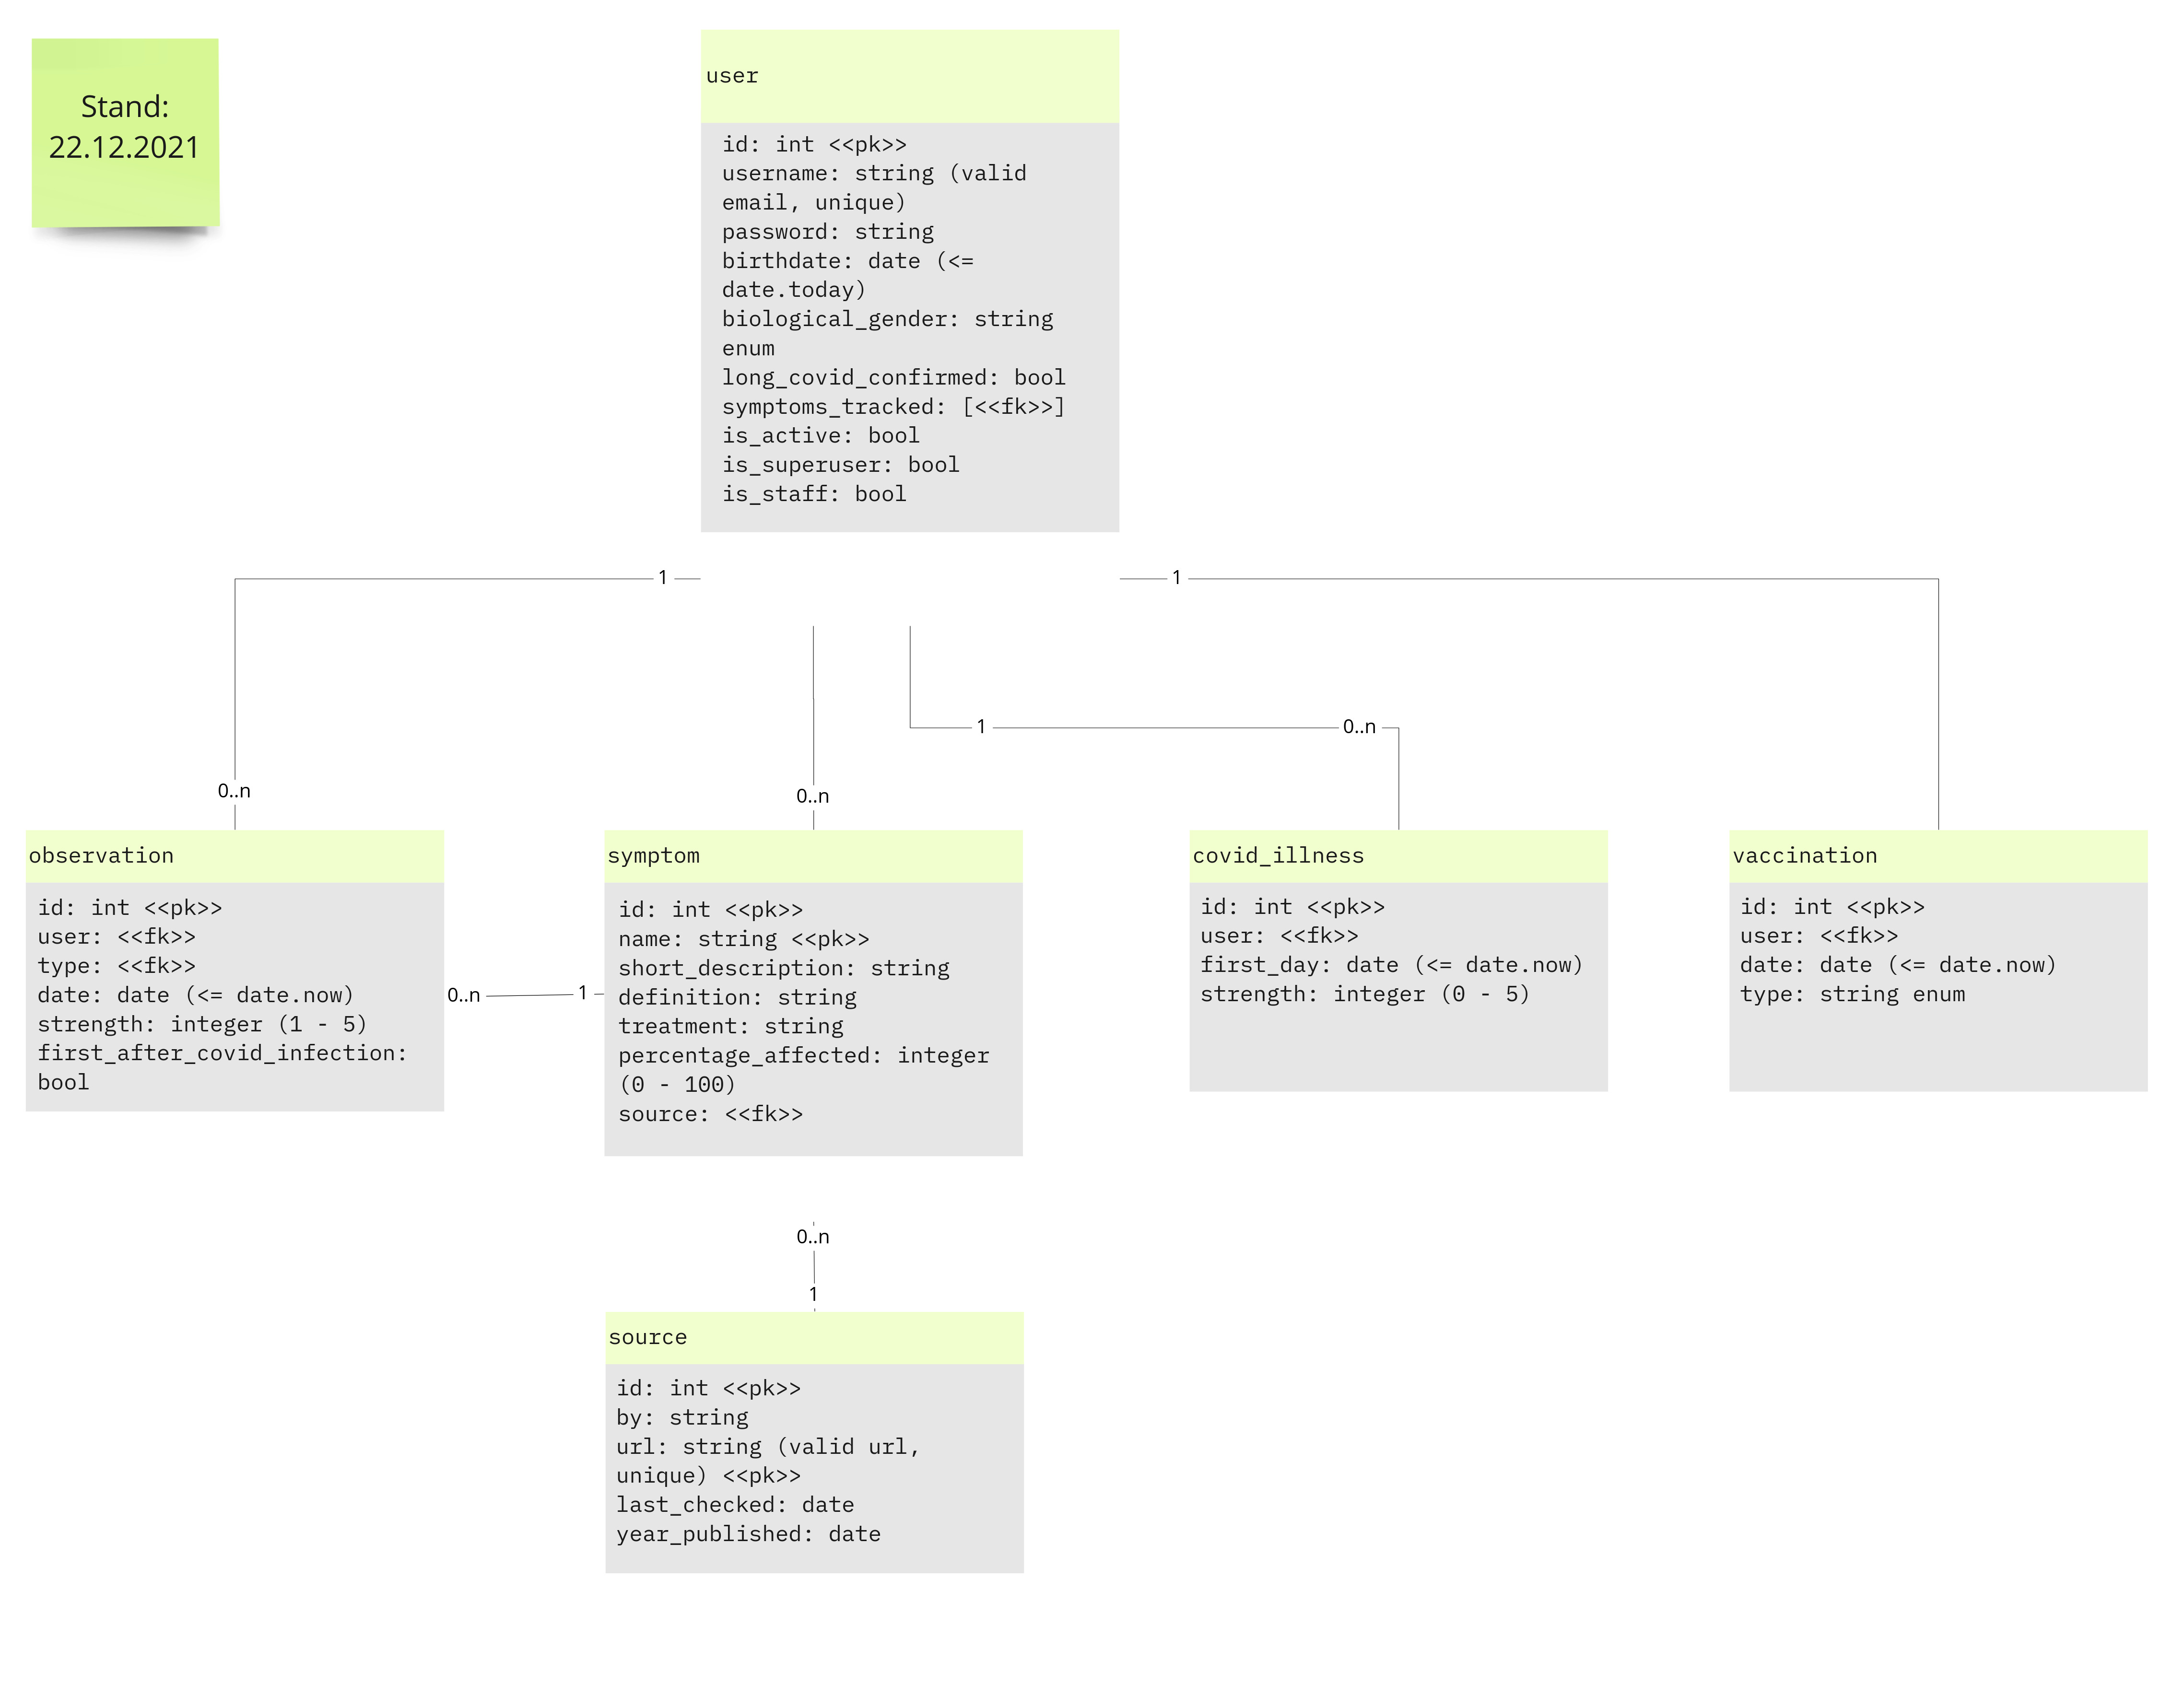 Stand:
22.12.2021
user
id: int <<pk>>
username: string (valid
email, unique)
password: string
birthdate: date (<=
date.today)
biological_gender: string
enum
long_covid_confirmed: bool
symptoms_tracked: [<<fk>>]
is_active: bool
is_superuser: bool
is_staff: bool
1
1
1
0..n
0..n
0..n
observation
id: int <<pk>>
user: <<fk>>
type: <<fk>>
date: date (<= date.now)
strength: integer (1 - 5)
first_after_covid_infection:
bool
0..n
1
symptom
id: int <<pk>>
name: string <<pk>>
short_description: string
definition: string
treatment: string
percentage_affected: integer
(0 - 100)
source: <<fk>>
covid_illness
id: int <<pk>>
user: <<fk>>
first_day: date (<= date.now)
strength: integer (0 - 5)
vaccination
id: int <<pk>>
user: <<fk>>
date: date (<= date.now)
type: string enum
0..n
1
source
id: int <<pk>>
by: string
url: string (valid url,
unique) <<pk>>
last_checked: date
year_published: date